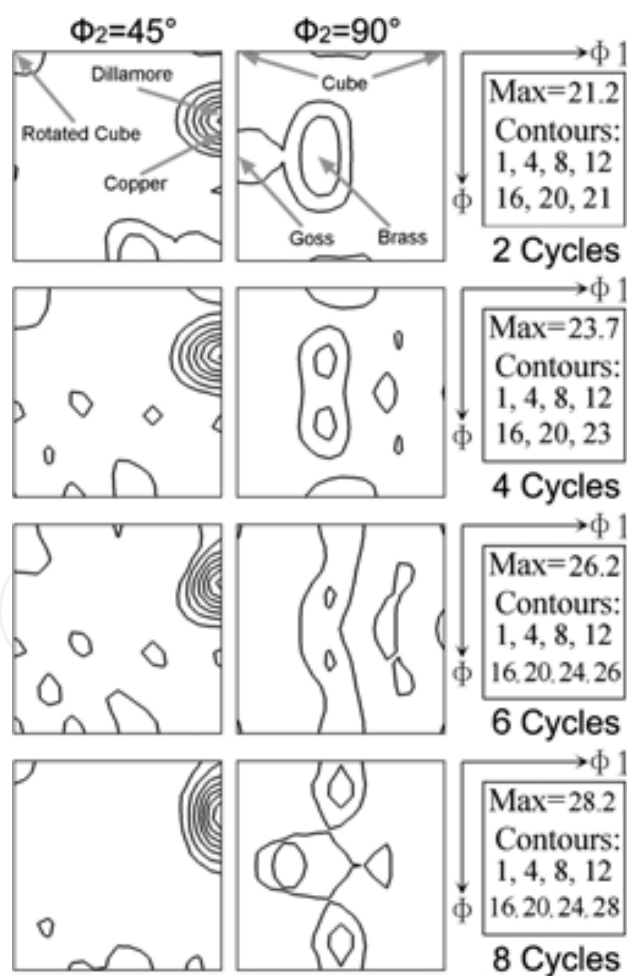 Φ2=45° Φ2=90°
Dillamore
Rotated Cube
Copper
Cube
Goss
Brass
Φ1
Φ
Max=21.2
Contours:
1, 4, 8, 12
16, 20, 21
2 Cycles
Φ1
Φ
Max=23.7
Contours:
1, 4, 8, 12
16, 20, 23
4 Cycles
Φ1
Φ
Max=26.2
Contours:
1, 4, 8, 12
16, 20, 24, 26
6 Cycles
Φ1
Φ
Max=28.2
Contours:
1, 4, 8, 12
16, 20, 24, 28
8 Cycles